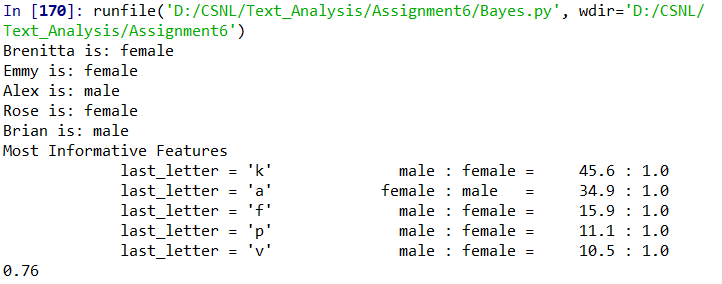 In [170]: runfile('D:/CSNL/Text_Analysis/Assignment6/Bayes.py', wdir='D:/CSNL/
Text_Analysis/Assignment6')
Brenitta is: female
Emmy is: female
Alex is: male
Rose is: female
Brian is: male
Most Informative Features
last_letter = 'k' male : female = 45.6 : 1.0
last_letter = 'a' female : male = 34.9 : 1.0
last_letter = 'f' male : female = 15.9 : 1.0
last_letter = 'p' male : female = 11.1 : 1.0
last_letter = 'v' male : female = 10.5 : 1.0
0.76